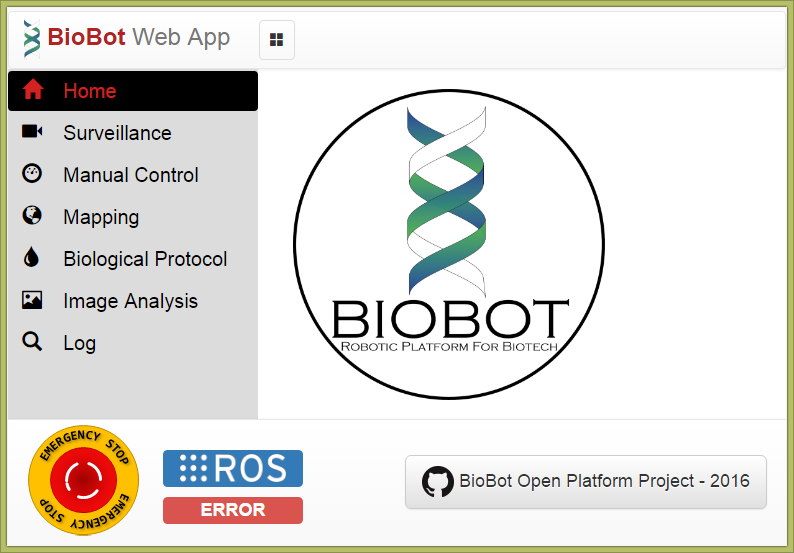 BioBot Web App
Home
Surveillance
Manual Control
Mapping
Biological Protocol
Image Analysis
Log
BIOBOT
ROBOTIC PLATFORM FOR BIOTECH
EMERGENCY STOP
EMERGENCY STOP
ROS
ERROR
BioBot Open Platform Project - 2016